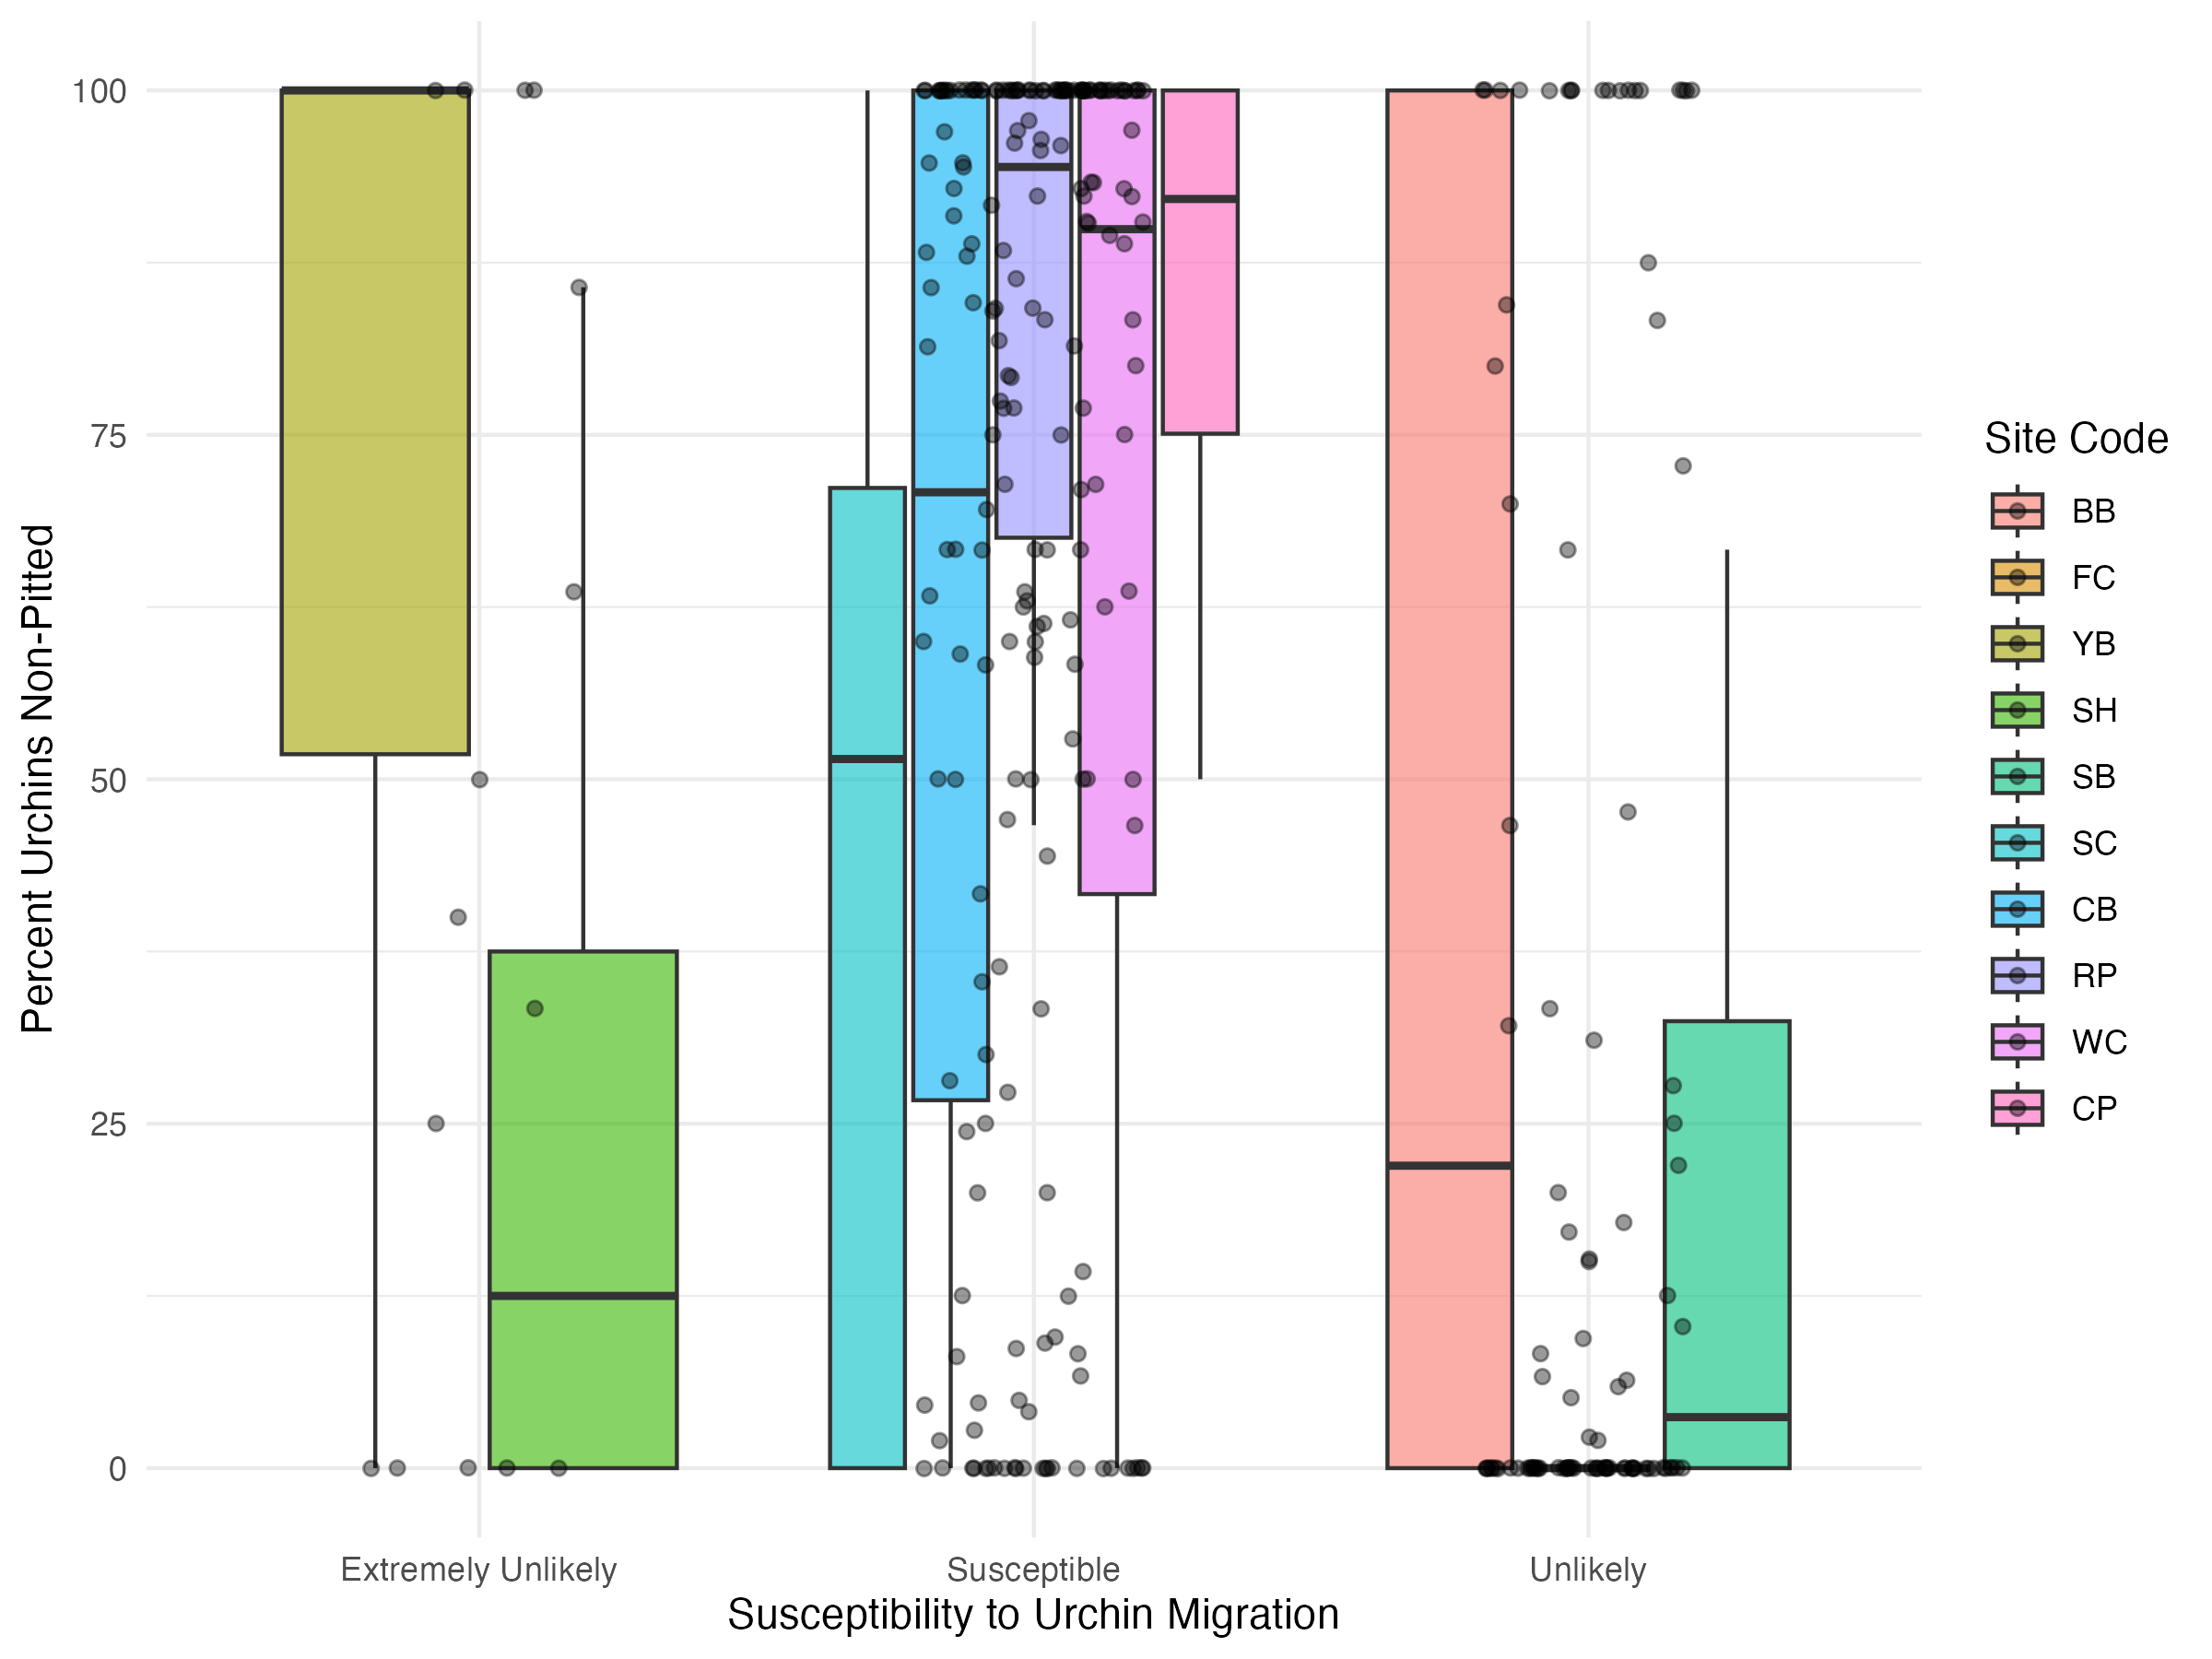 Percent Urchins Non-Pitted
100
75
50
25
0
Extremely Unlikely
Susceptible
Unlikely
Susceptibility to Urchin Migration
Site Code
BB
FC
YB
SH
SB
SC
CB
RP
WC
CP